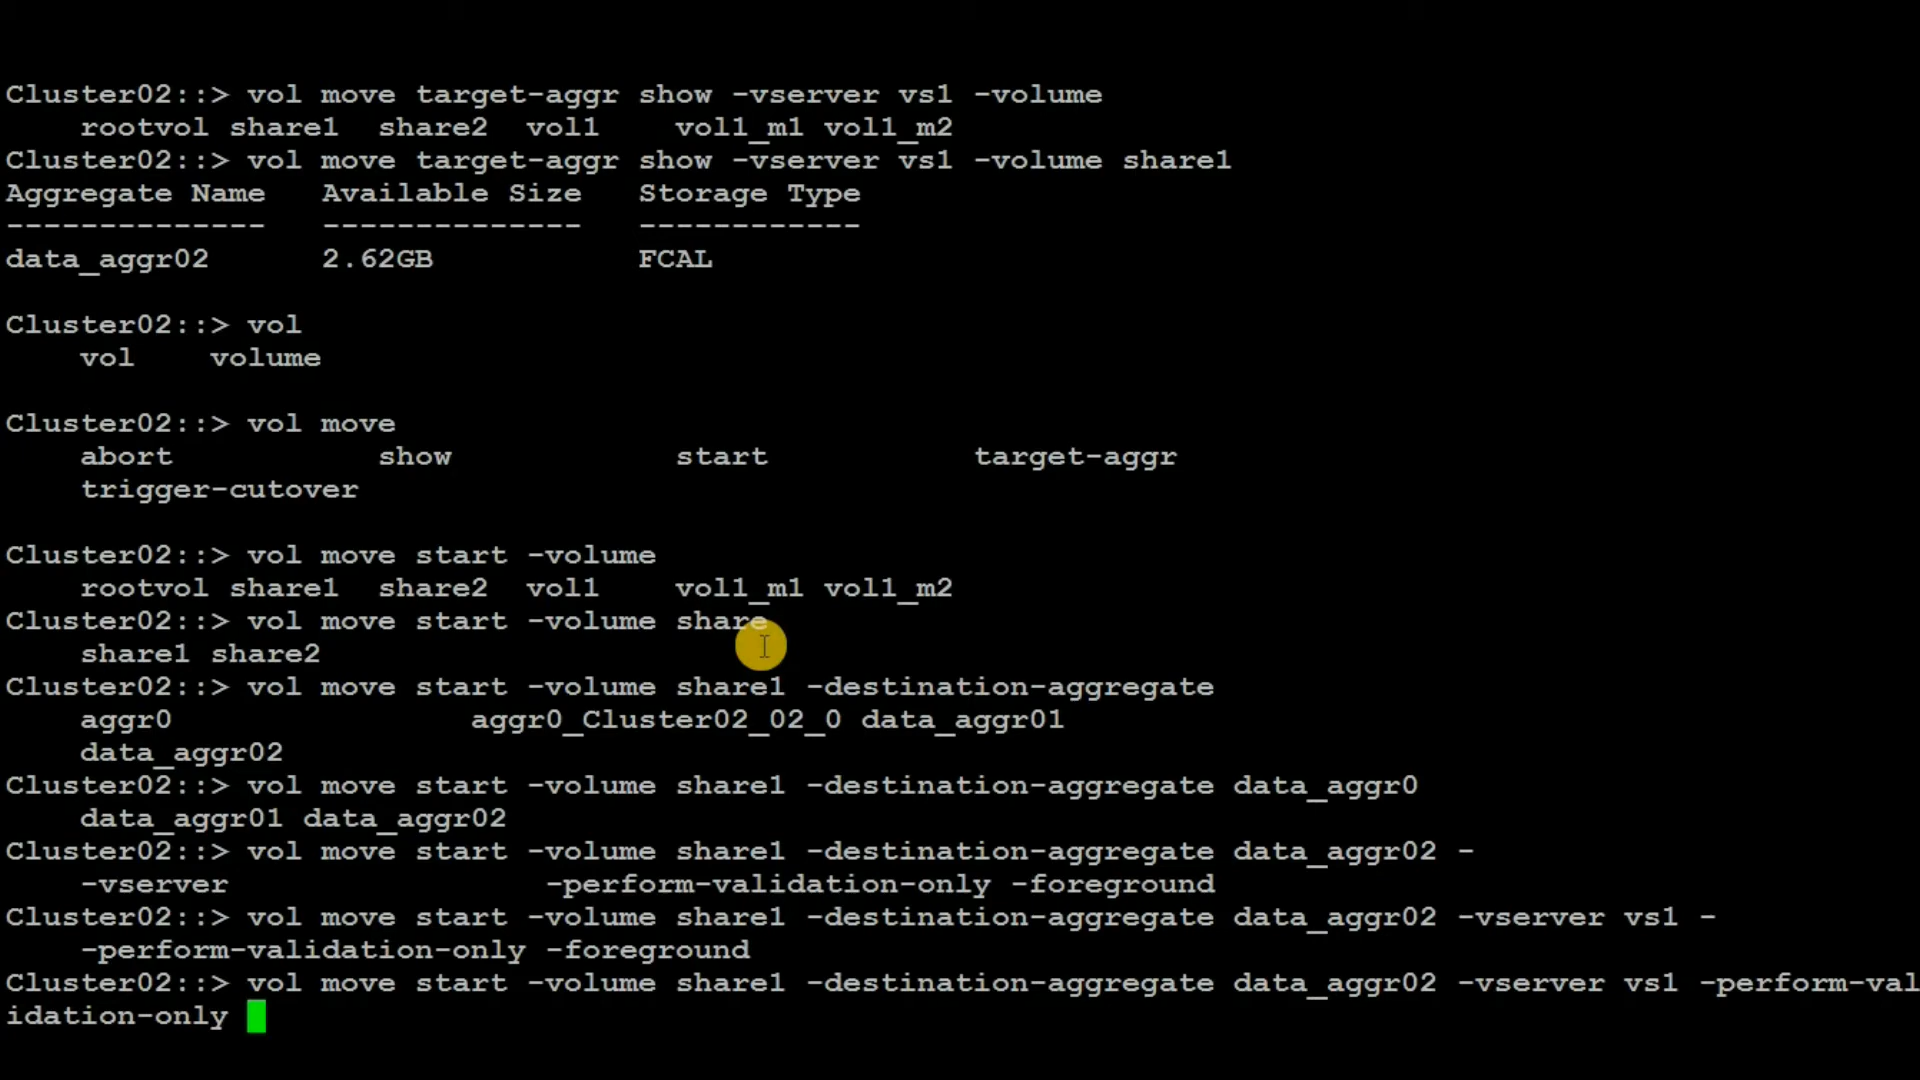 Cluster02::> vol move target-aggr show -vserver vs1 -volume
rootvol share1 share2 vol1 vol1_m1 vol1_m2
Cluster02::> vol move target-aggr show -vserver vs1 -volume share1
Aggregate Name Available Size Storage Type
-------------- -------------- ------------
data_aggr02 2.62GB FCAL
Cluster02::> vol
vol volume
Cluster02::> vol move
abort show start target-aggr
trigger-cutover
Cluster02::> vol move start -volume
rootvol share1 share2 vol1 vol1_m1 vol1_m2
Cluster02::> vol move start -volume share
share1 share2
Cluster02::> vol move start -volume share1 -destination-aggregate
aggr0 aggr0_Cluster02_02_0 data_aggr01
data_aggr02
Cluster02::> vol move start -volume share1 -destination-aggregate data_aggr0
data_aggr01 data_aggr02
Cluster02::> vol move start -volume share1 -destination-aggregate data_aggr02 -
-vserver -perform-validation-only -foreground
Cluster02::> vol move start -volume share1 -destination-aggregate data_aggr02 -vserver vs1 -
-perform-validation-only -foreground
Cluster02::> vol move start -volume share1 -destination-aggregate data_aggr02 -vserver vs1 -perform-val
idation-only